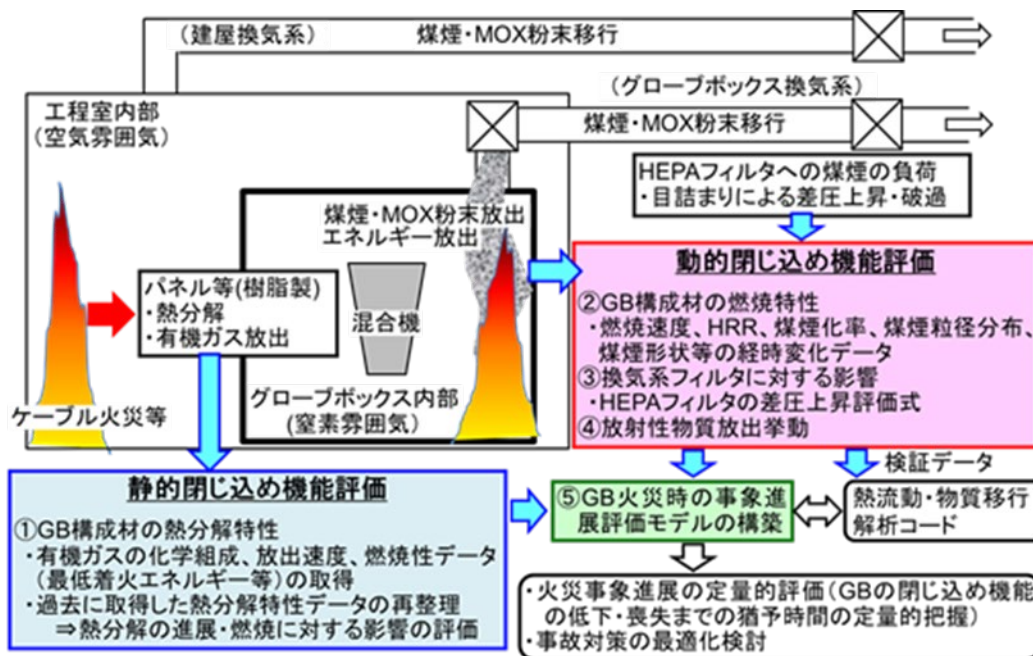 (建屋換気系)
煤煙・MOX粉末移行
工程室内部
(空気雰囲気)
(グローブボックス換気系)
煤煙・MOX粉末移行
HEPAフィルタへの煤煙の負荷
・目詰まりによる差圧上昇・破過
煤煙・MOX粉末放出
エネルギー放出
パネル等(樹脂製)
・熱分解
・有機ガス放出
混合機
グローブボックス内部
(窒素雰囲気)
ケーブル火災等
動的閉じ込め機能評価
②GB構成材の燃焼特性
・燃焼速度、HRR、煤煙化率、煤煙粒径分布、
煤煙形状等の経時変化データ
③換気系フィルタに対する影響
・HEPAフィルタの差圧上昇評価式
④放射性物質放出挙動
検証データ
静的閉じ込め機能評価
①GB構成材の熱分解特性
・有機ガスの化学組成、放出速度、燃焼性データ
(最低着火エネルギー等)の取得
・過去に取得した熱分解特性データの再整理
⇒熱分解の進展・燃焼に対する影響の評価
⑤GB火災時の事象進
展評価モデルの構築
熱流動・物質移行
解析コード
・火災事象進展の定量的評価(GBの閉じ込め機能
の低下・喪失までの猶予時間の定量的把握)
・事故対策の最適化検討